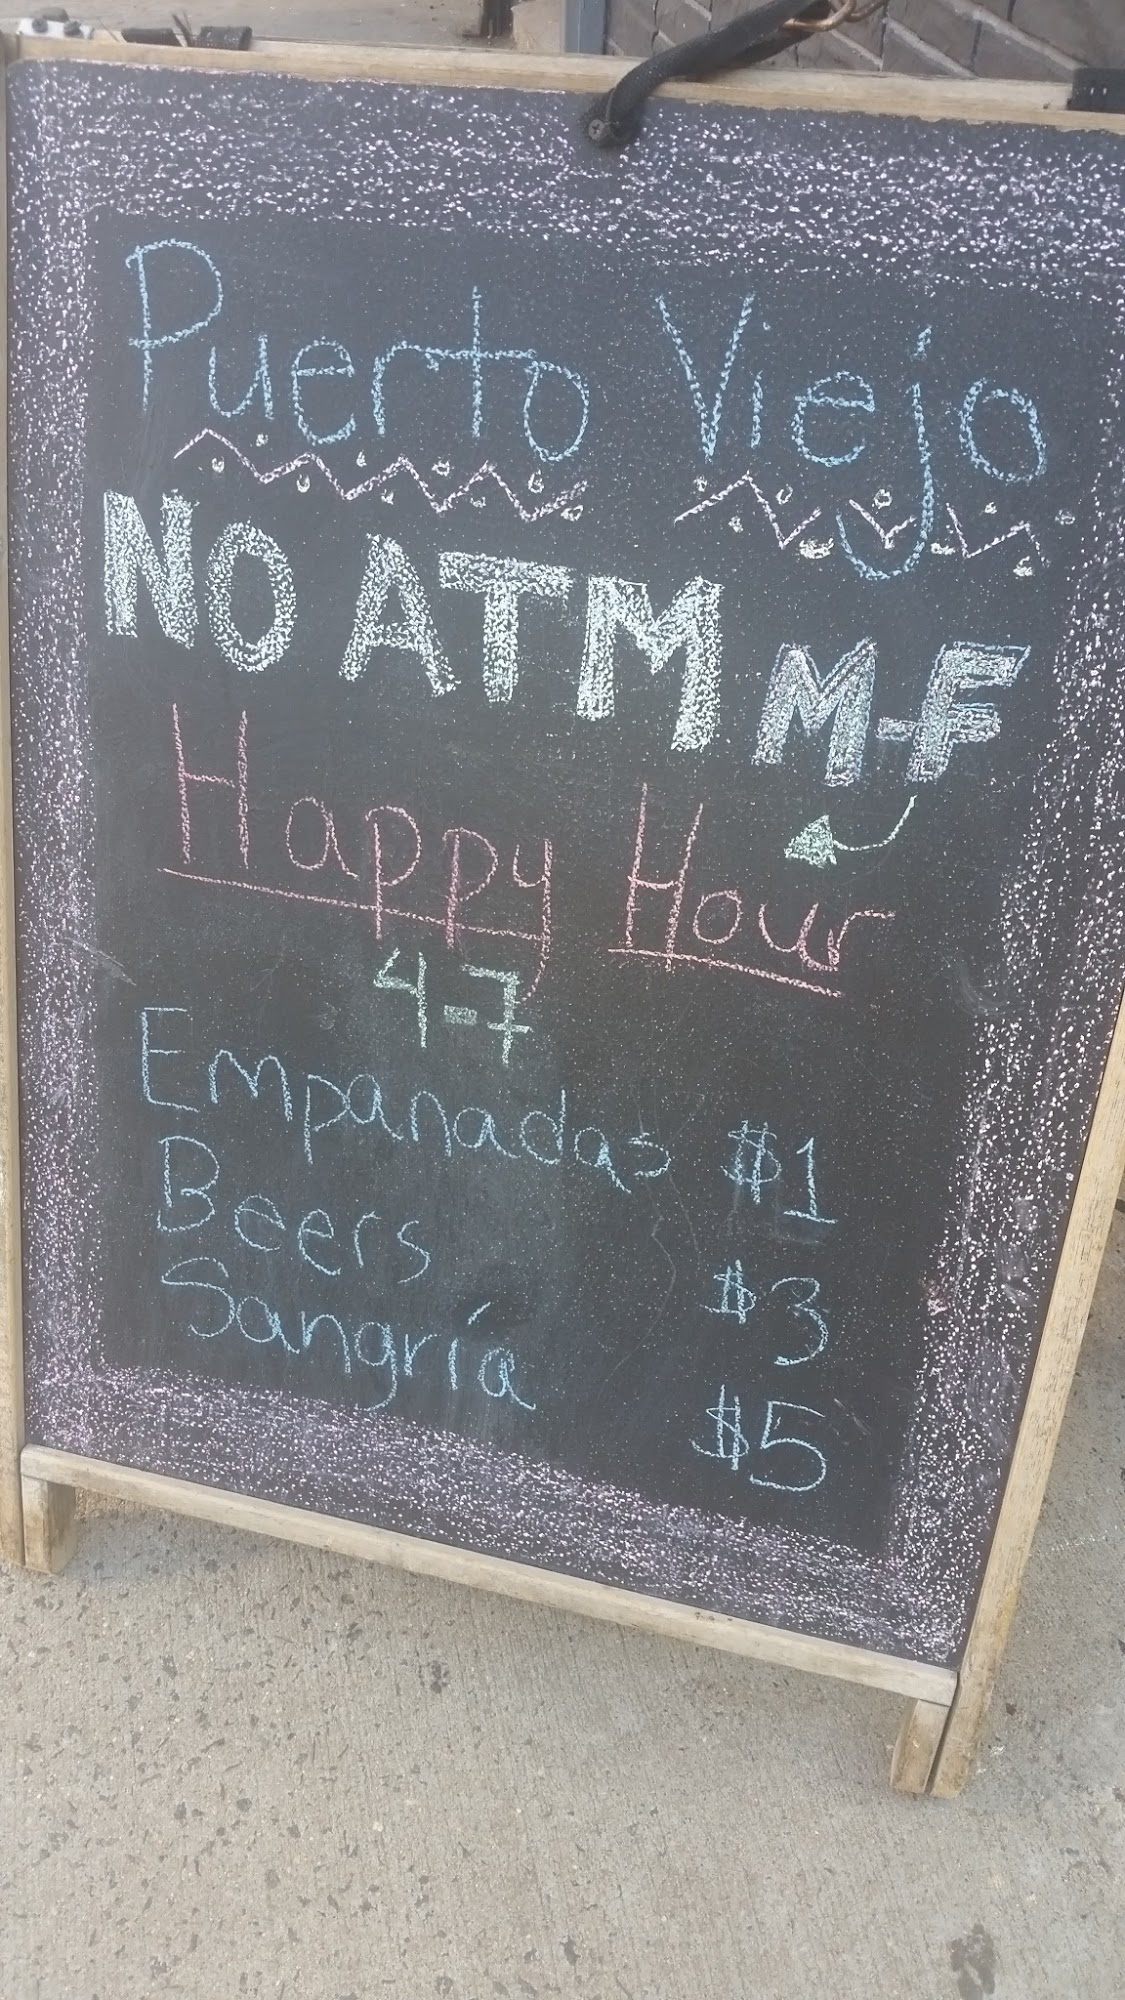 Puerto Viejo
NO ATM
M-F
Happy Hour
4-7
Empanadas $1
Beers $3
Sangría $5